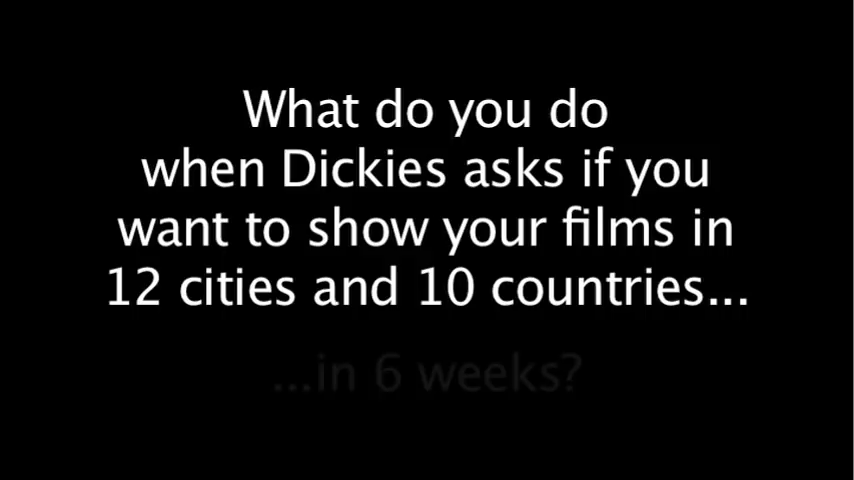 What do you do
when Dickies asks if you
want to show your films in
12 cities and 10 countries...
...in 6 weeks?